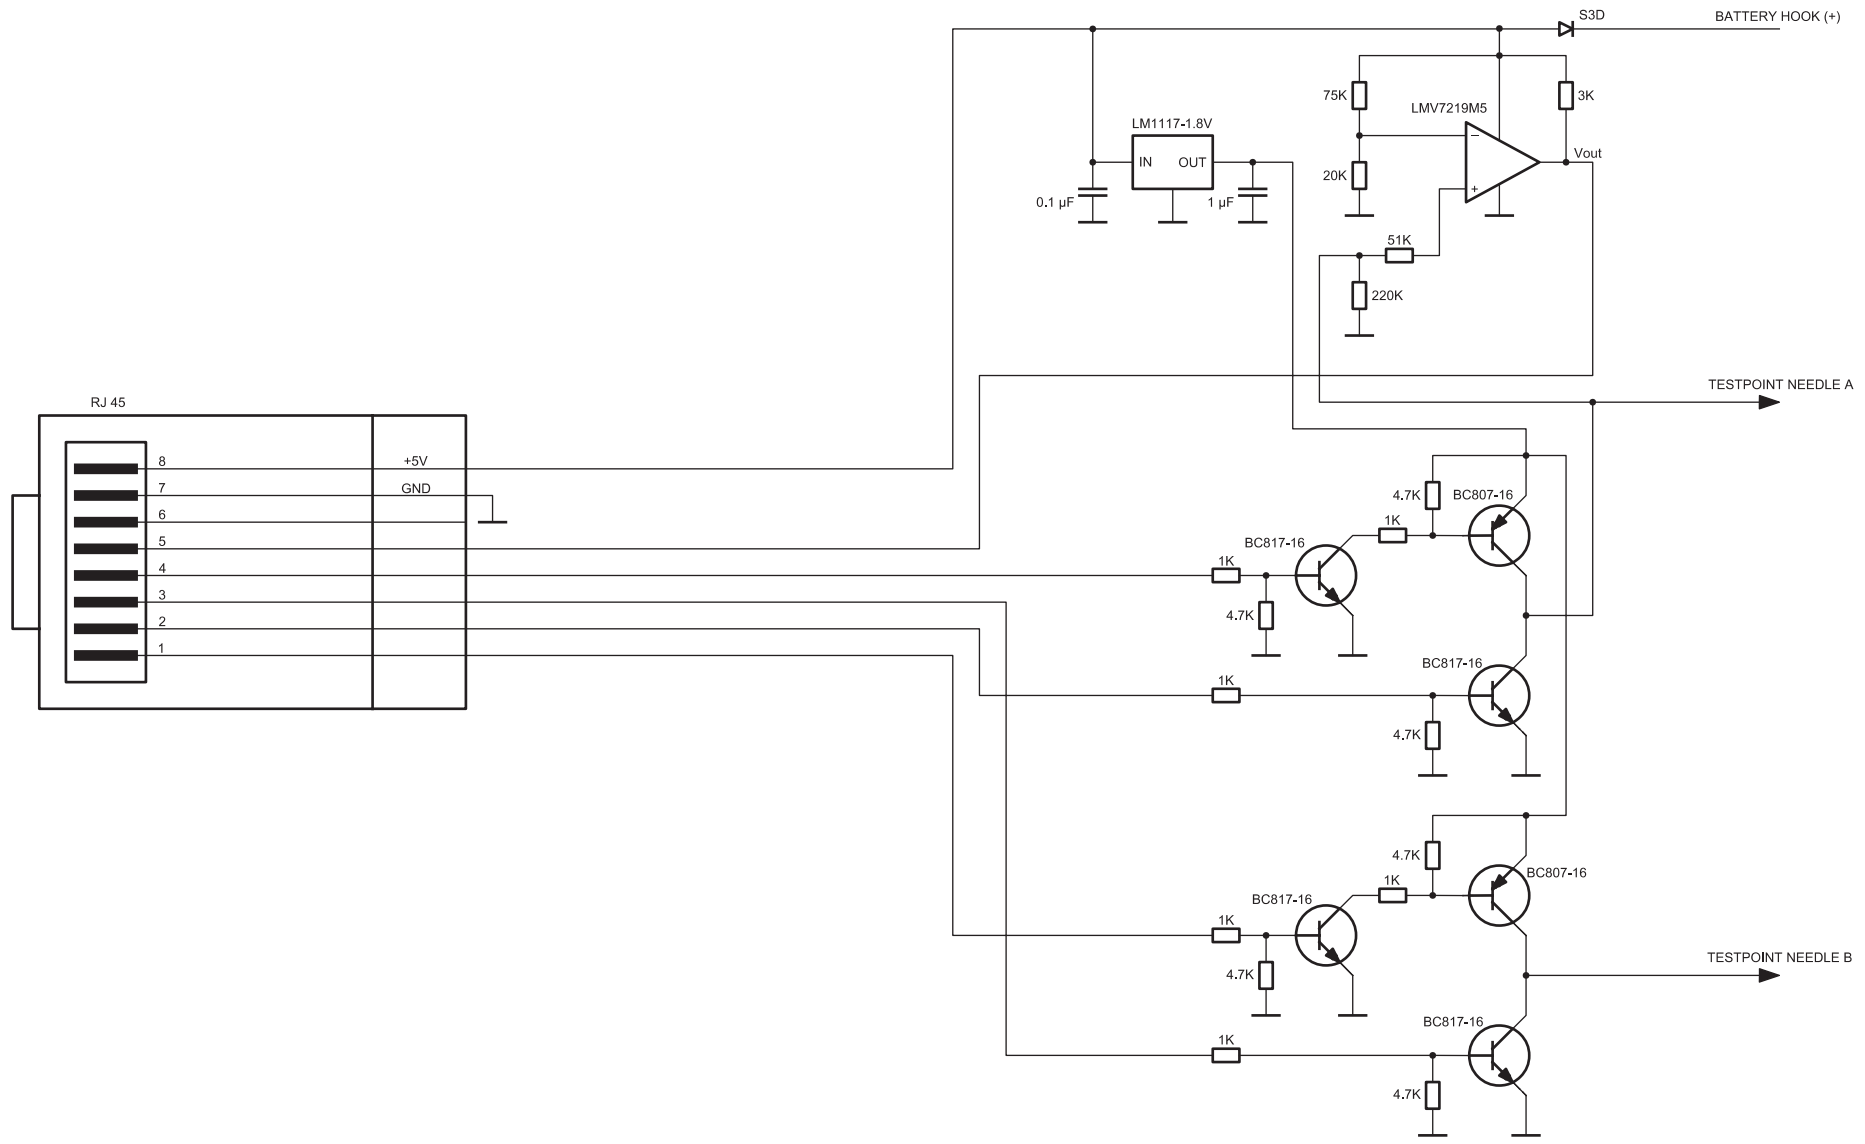 S3D
BATTERY HOOK (+)
75K
LMV7219M5
3K
LM1117-1.8V
IN
OUT
−
Vout
20K
+
0.1 µF
1 µF
51K
220K
TESTPOINT NEEDLE A
RJ 45
8
+5V
7
GND
6
5
4
3
2
1
4.7K
BC807-16
1K
BC817-16
1K
4.7K
BC817-16
1K
4.7K
4.7K
BC807-16
1K
BC817-16
1K
4.7K
TESTPOINT NEEDLE B
BC817-16
1K
4.7K